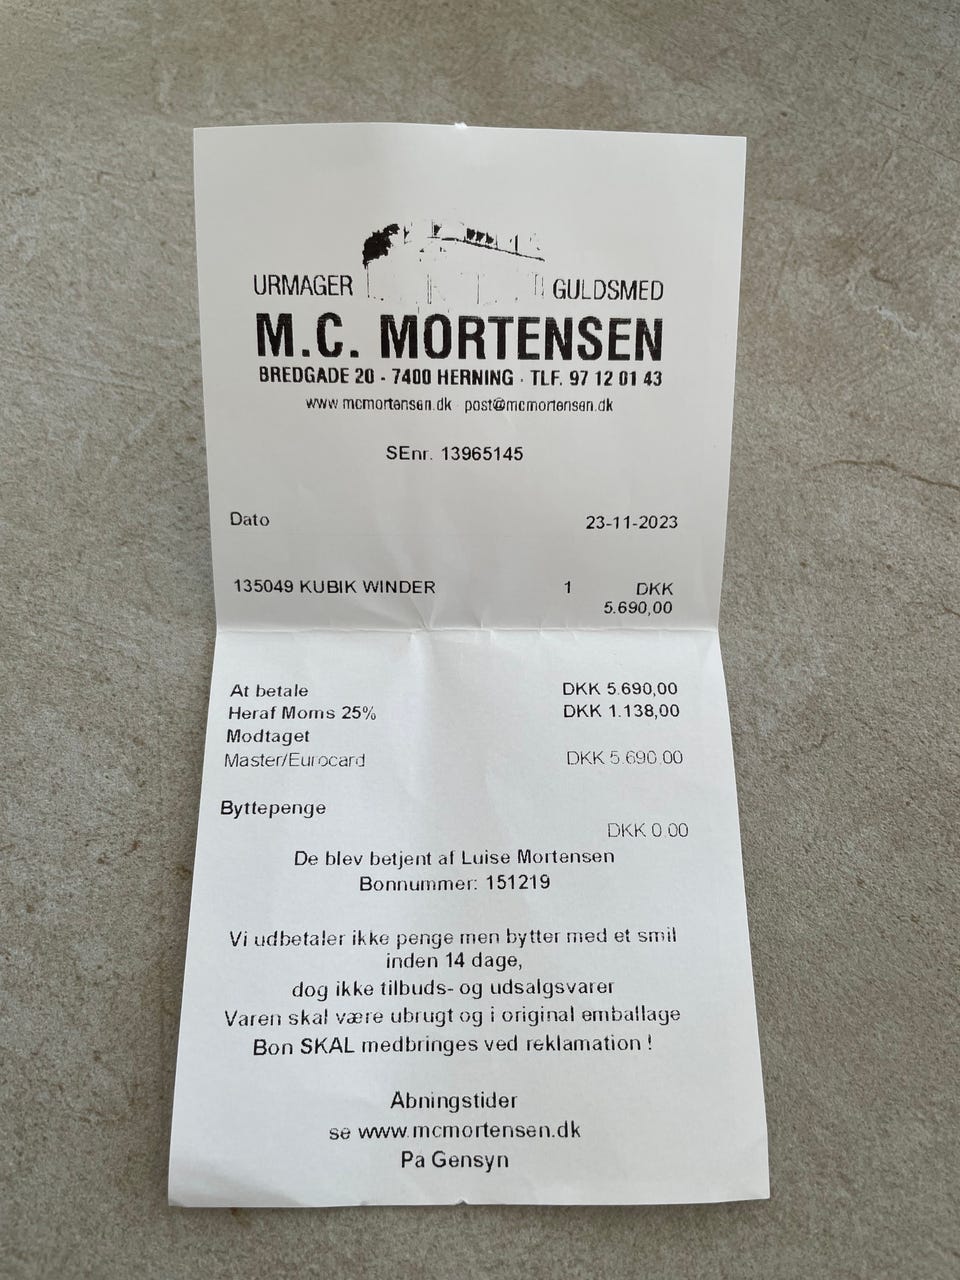 URMAGER GULDSMED
M.C. MORTENSEN
BREDGADE 20 - 7400 HERNING · TLF. 97 12 01 43
www.mcmortensen.dk post@mcmortensen.dk
SEnr. 13965145
Dato 23-11-2023
135049 KUBIK WINDER 1 DKK
5.690,00
At betale DKK 5.690,00
Heraf Moms 25% DKK 1.138,00
Modtaget
Master/Eurocard DKK 5.690,00
Byttepenge
DKK 0,00
De blev betjent af Luise Mortensen
Bonnummer: 151219
Vi udbetaler ikke penge men bytter med et smil
inden 14 dage,
dog ikke tilbuds- og udsalgsvarer
Varen skal være ubrugt og i original emballage
Bon SKAL medbringes ved reklamation !
Abningstider
se www.mcmortensen.dk
Pa Gensyn